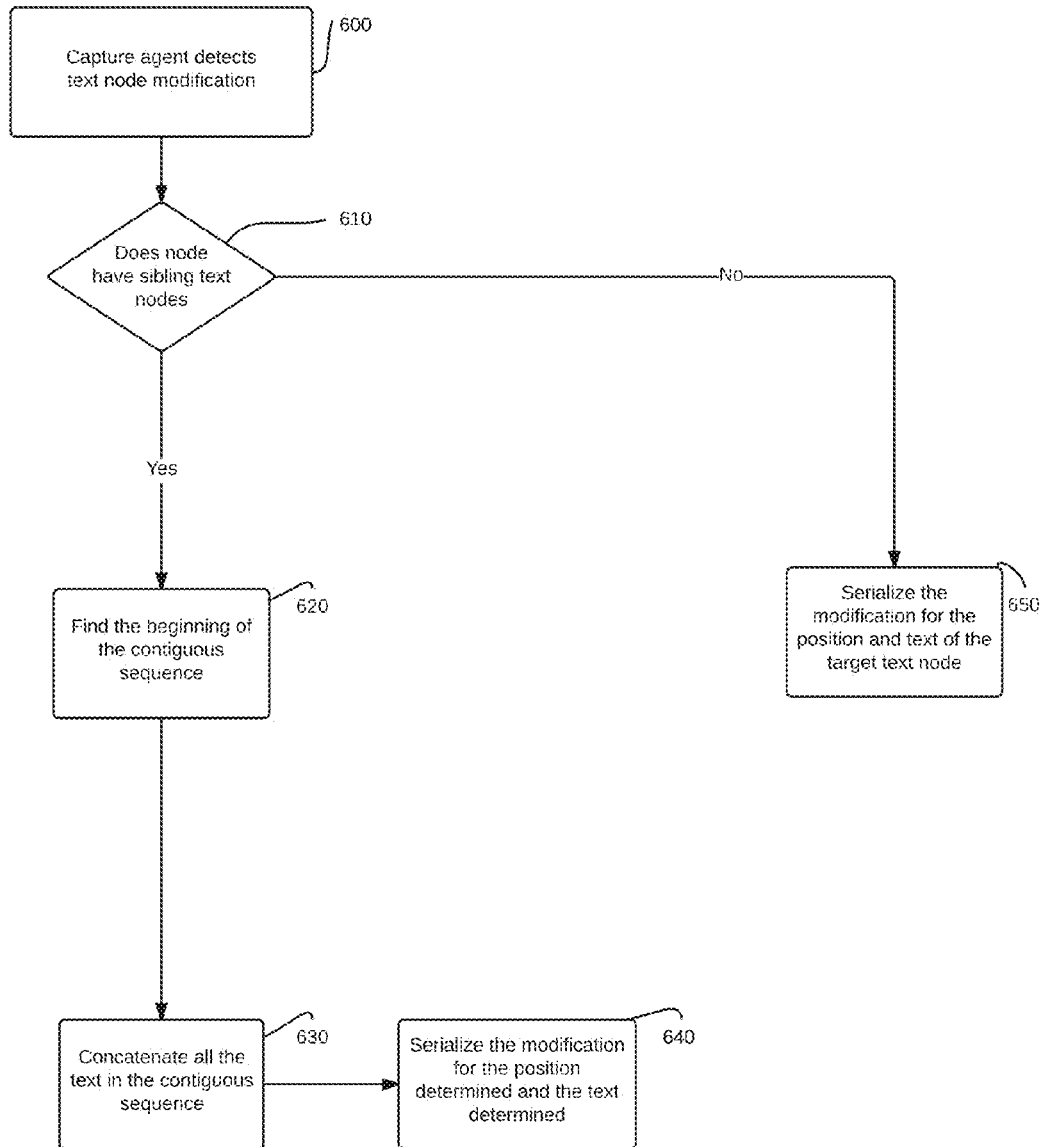 600
Capture agent detects
text node modification
610
Does node
have sibling text
nodes
No
Yes
620
Find the beginning of
the contiguous
sequence
650
Serialize the
modification for the
position and text of the
target text node
630
Concatenate all the
text in the contiguous
sequence
640
Serialize the modification
for the position
determined and the text
determined